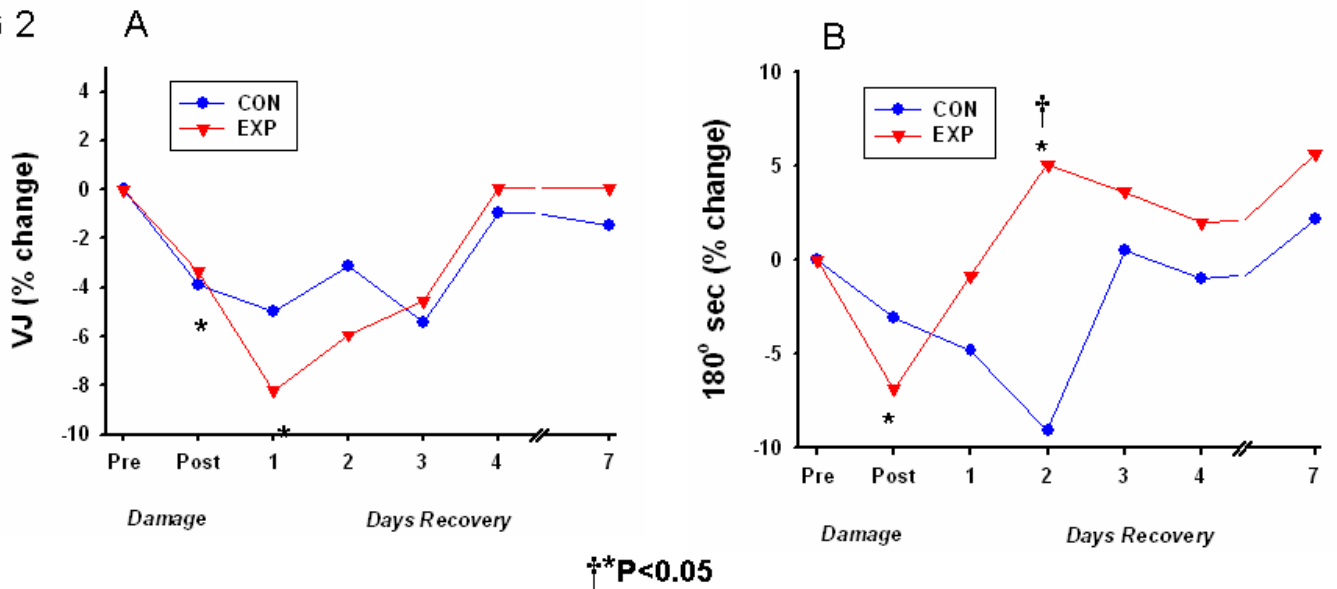 2
A
B
CON
EXP
VJ (% change)
4
2
0
-2
-4
-6
-8
-10
*
*
Pre Post 1 2 3 4 7
Damage Days Recovery
CON
EXP
180° sec (% change)
10
5
0
-5
-10
†
*
*
Pre Post 1 2 3 4 7
Damage Days Recovery
†*P<0.05